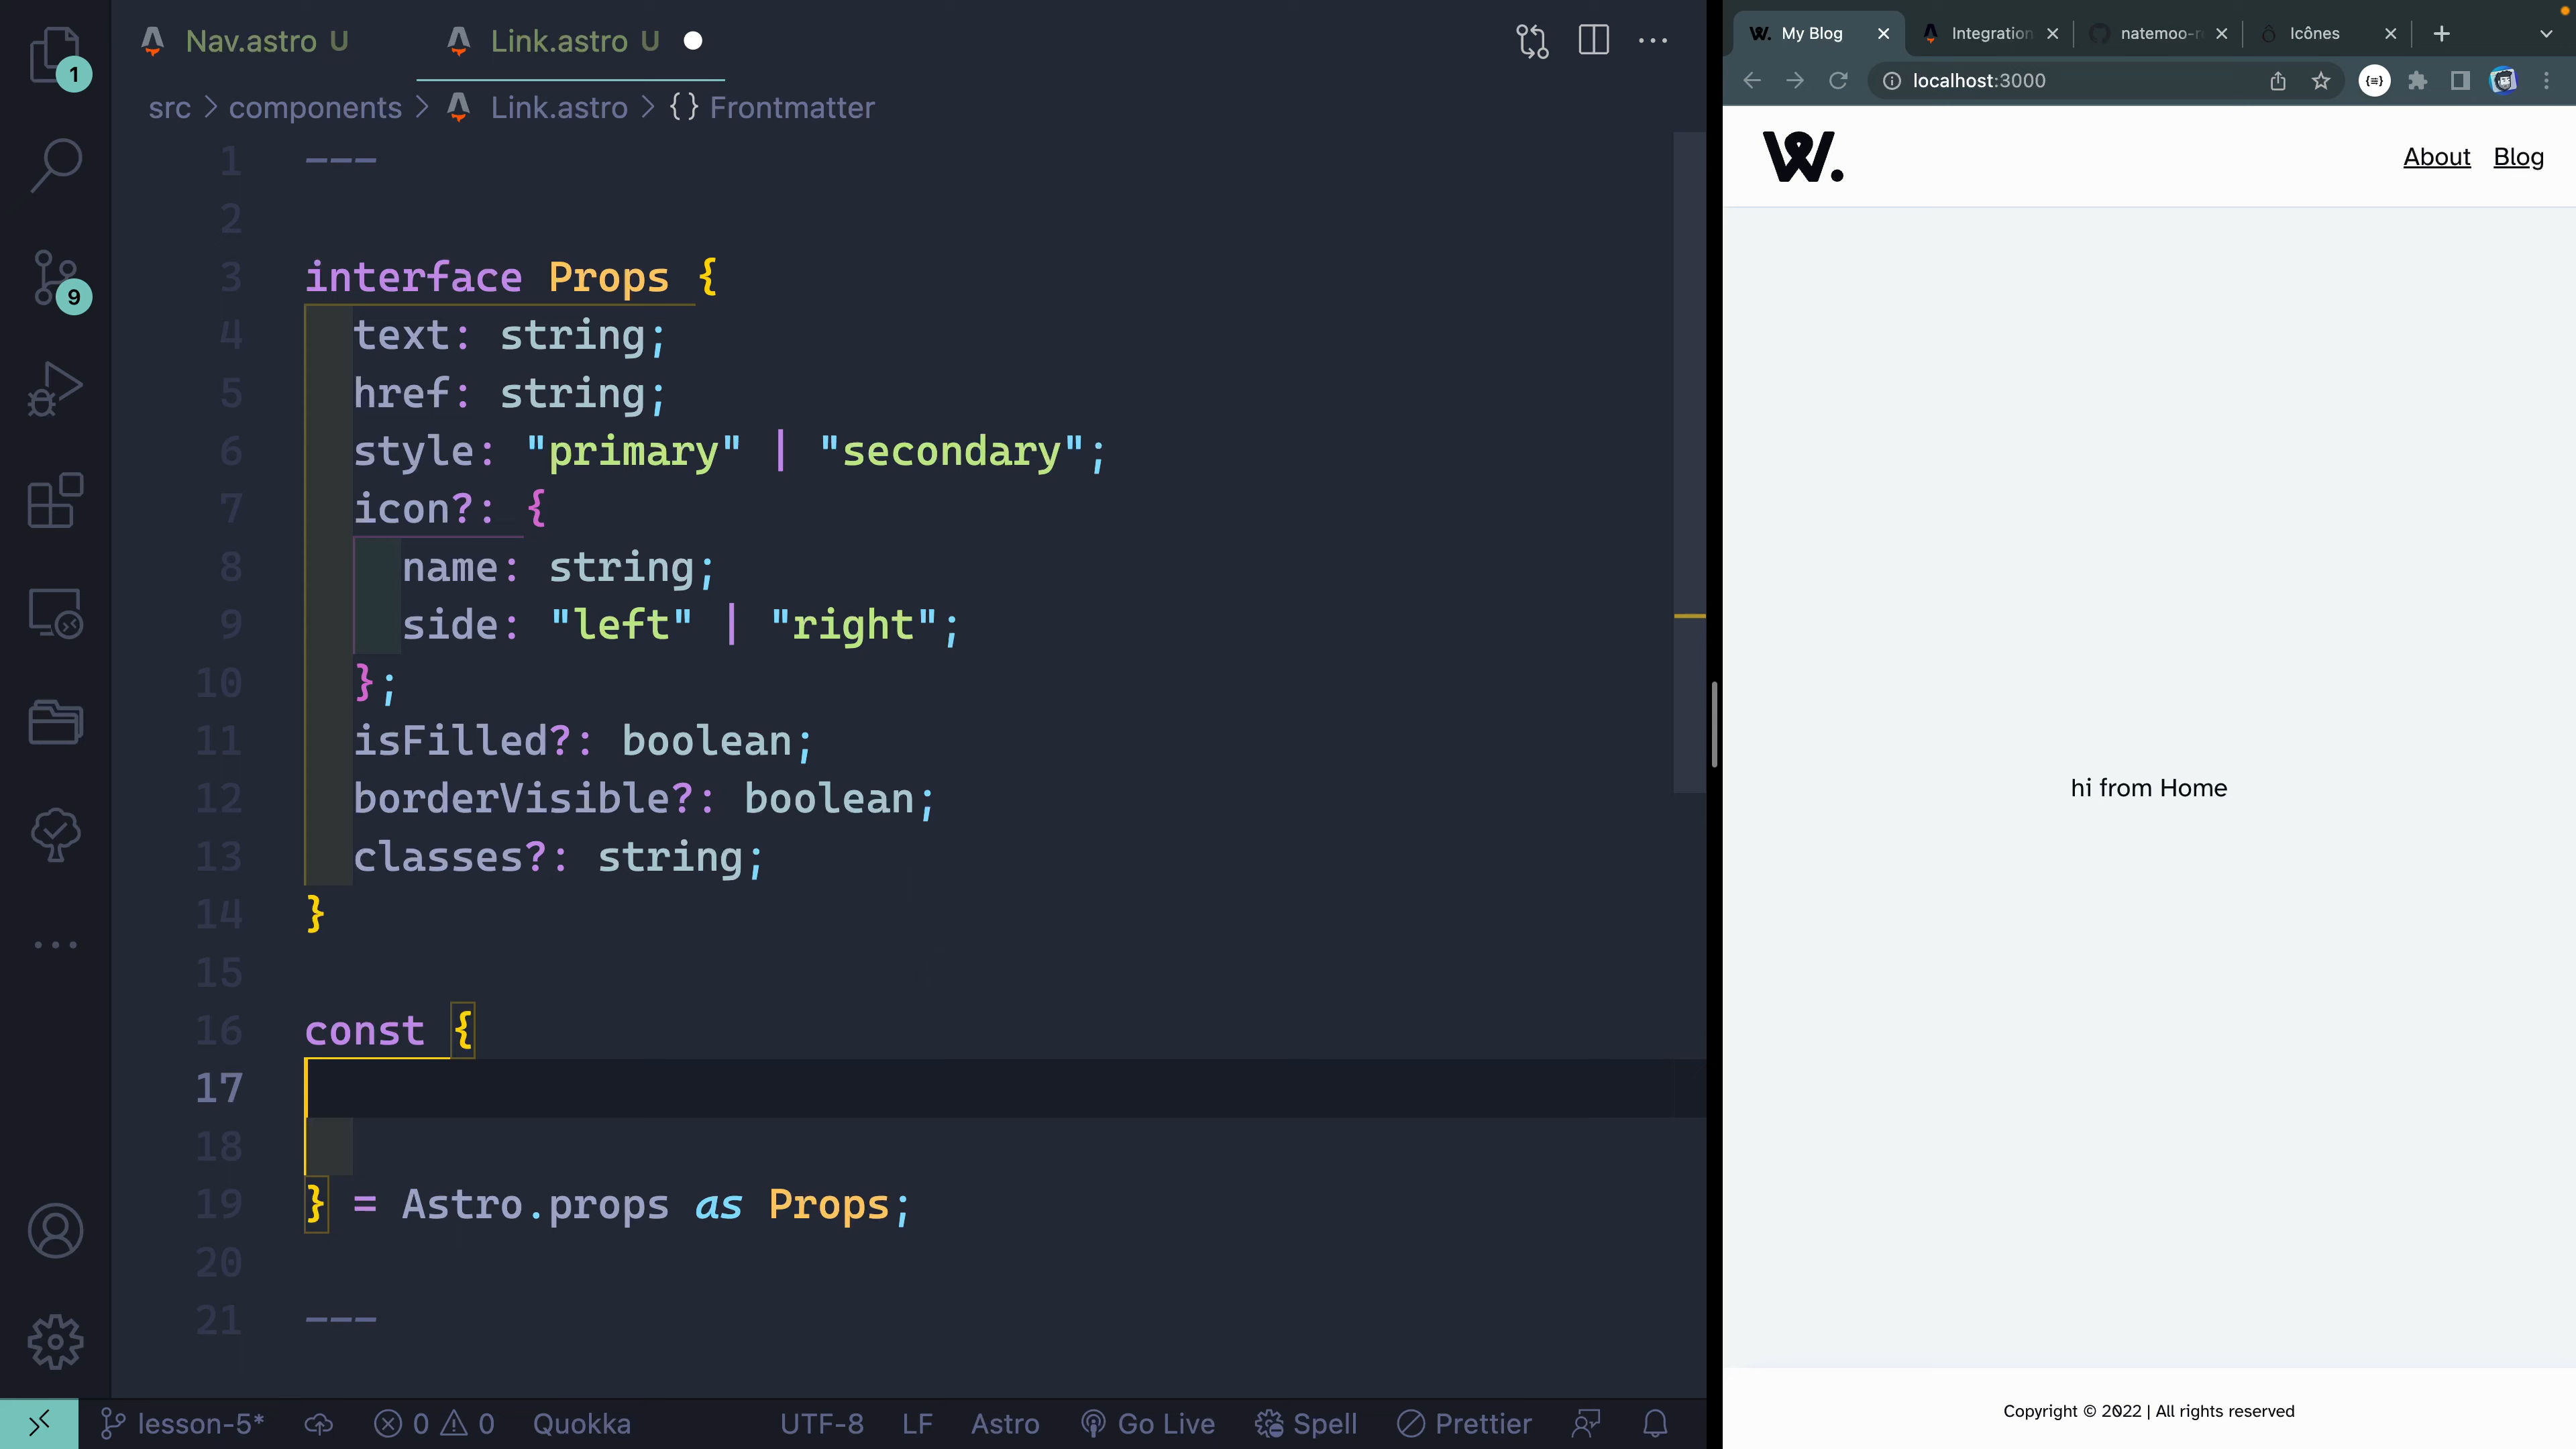 Nav.astro U
Link.astro U
src > components > Link.astro > {} Frontmatter
1 ---
2
3 interface Props {
4 text: string;
5 href: string;
6 style: "primary" | "secondary";
7 icon?: {
8 name: string;
9 side: "left" | "right";
10 };
11 isFilled?: boolean;
12 borderVisible?: boolean;
13 classes?: string;
14 }
15
16 const {
17
18
19 } = Astro.props as Props;
20
21 ---
1
9
lesson-5*
0
0
Quokka
UTF-8
LF
Astro
Go Live
Spell
Prettier
W. My Blog
Integration
natemoo-r
Icônes
localhost:3000
W.
About
Blog
hi from Home
Copyright © 2022 | All rights reserved